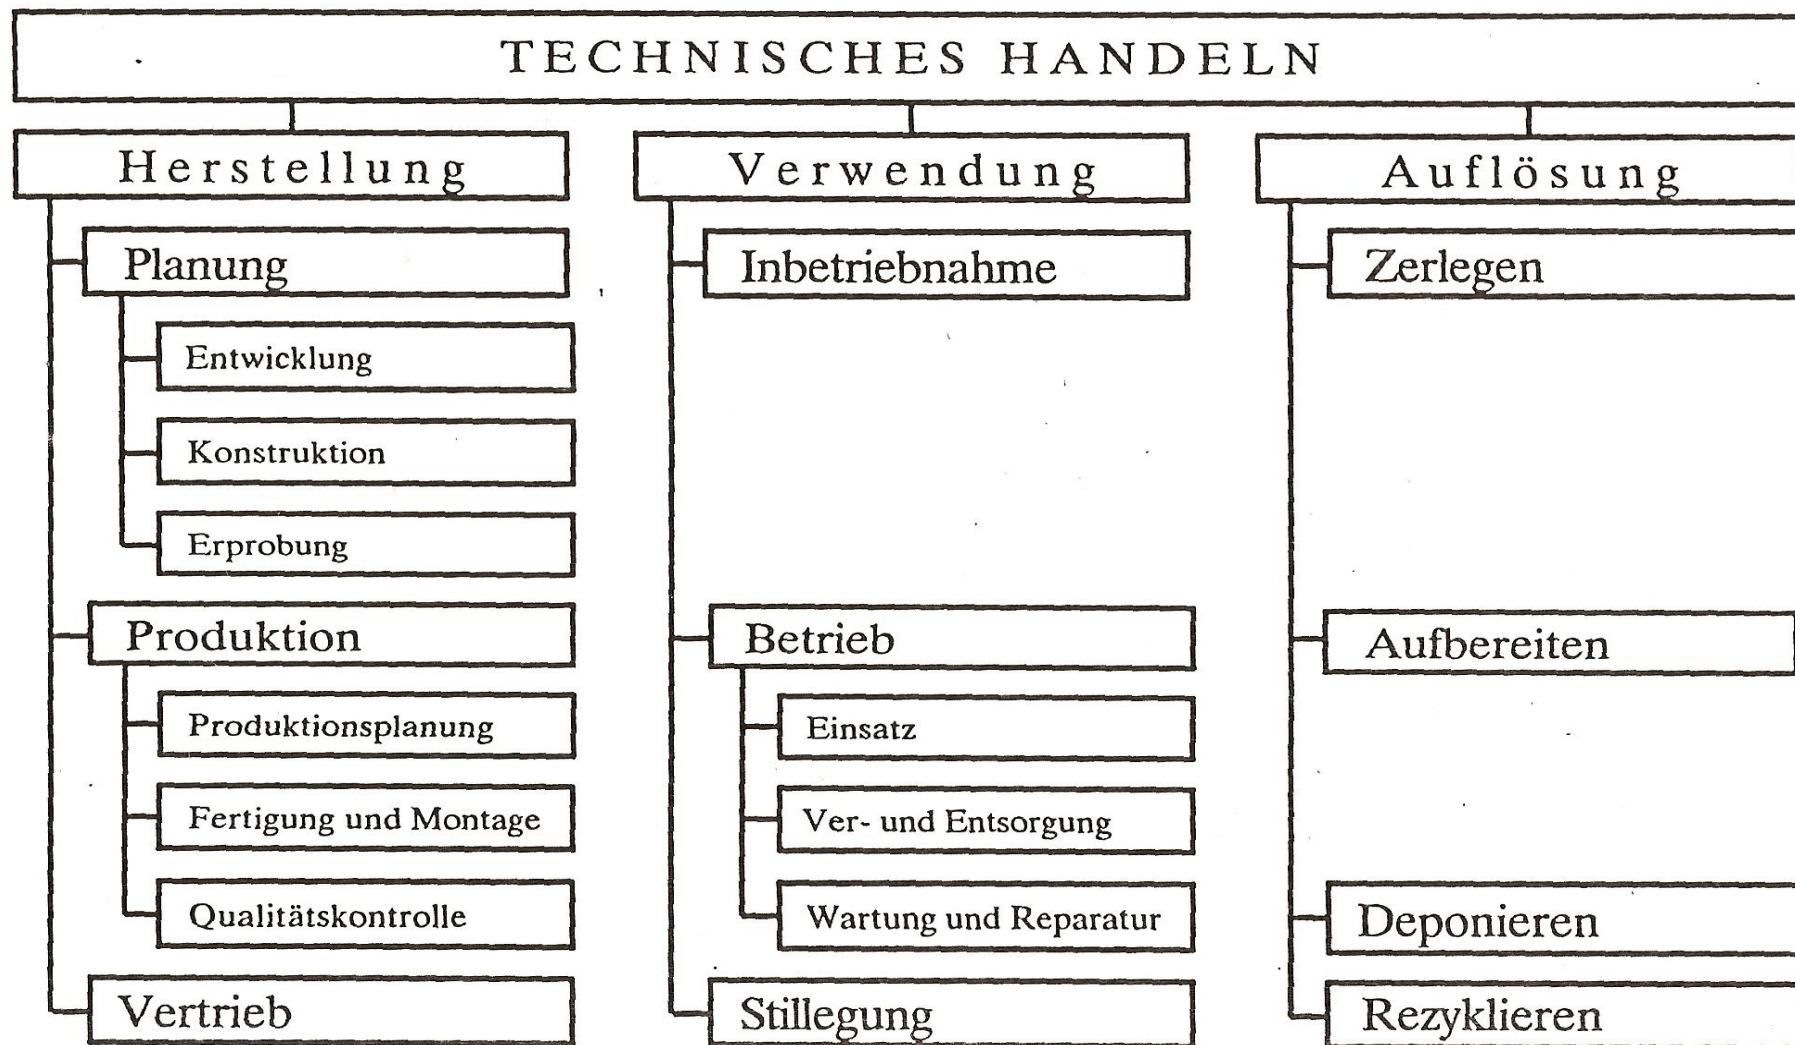 TECHNISCHES HANDELN
Herstellung
Planung
Entwicklung
Konstruktion
Erprobung
Produktion
Produktionsplanung
Fertigung und Montage
Qualitätskontrolle
Vertrieb
Verwendung
Inbetriebnahme
Betrieb
Einsatz
Ver- und Entsorgung
Wartung und Reparatur
Stillegung
Auflösung
Zerlegen
Aufbereiten
Deponieren
Rezyklieren